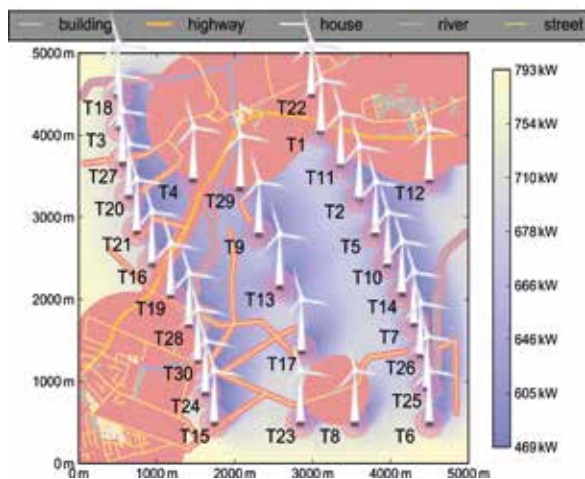 building highway house river street
5000 m
4000 m
3000 m
2000 m
1000 m
0 m
0 m 1000 m 2000 m 3000 m 4000 m 5000 m
T18
T22
T3
T1
T27
T4
T11
T12
T20
T29
T2
T21
T9
T5
T16
T10
T13
T19
T14
T28
T7
T17
T30
T26
T24
T25
T15
T23
T8
T6
793 kW
754 kW
710 kW
678 kW
666 kW
646 kW
605 kW
469 kW